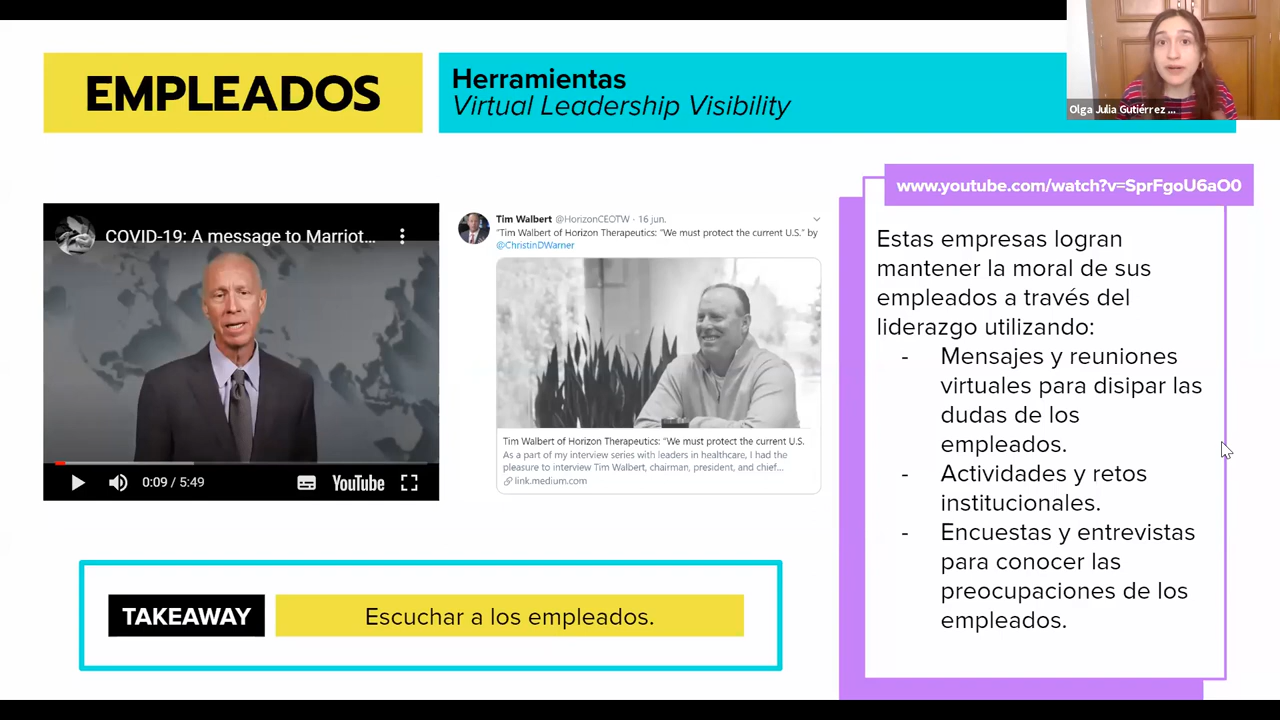 EMPLEADOS
Herramientas
Virtual Leadership Visibility
Olga Julia Gutiérrez ...
www.youtube.com/watch?v=SprFgoU6aO0
COVID-19: A message to Marriot...
0:09 / 5:49
YouTube
Tim Walbert @HorizonCEOTW · 16 jun.
"Tim Walbert of Horizon Therapeutics: "We must protect the current U.S." by
@ChristinDWarner
Tim Walbert of Horizon Therapeutics: "We must protect the current U.S.
As a part of my interview series with leaders in healthcare, I had the
pleasure to interview Tim Walbert, chairman, president, and chief...
link.medium.com
Estas empresas logran
mantener la moral de sus
empleados a través del
liderazgo utilizando:
- Mensajes y reuniones
virtuales para disipar las
dudas de los
empleados.
- Actividades y retos
institucionales.
- Encuestas y entrevistas
para conocer las
preocupaciones de los
empleados.
TAKEAWAY
Escuchar a los empleados.